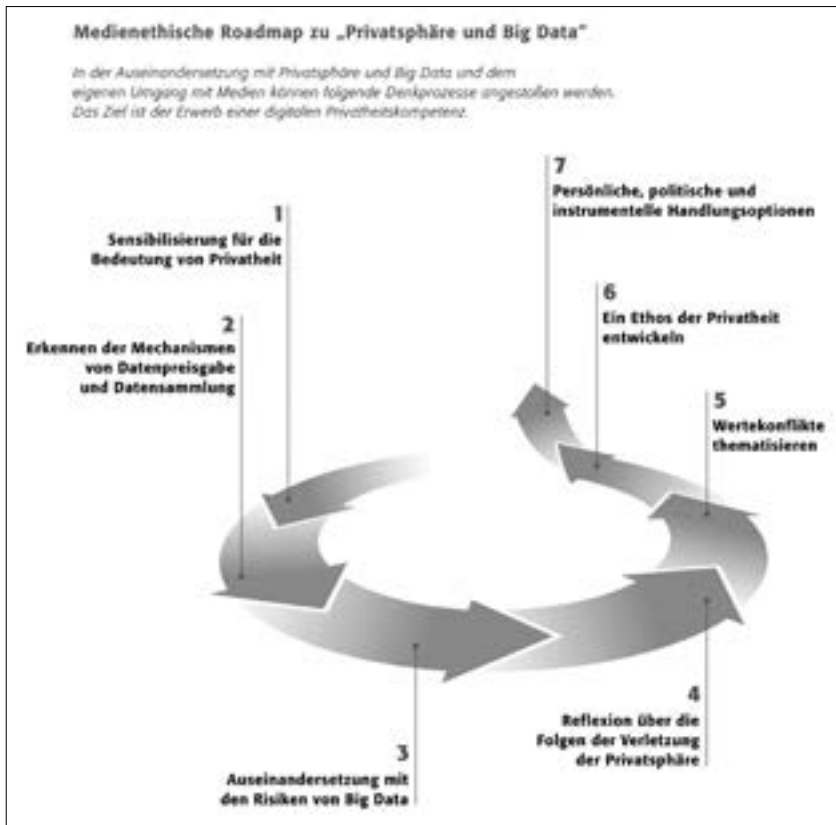 Medienethische Roadmap zu „Privatsphäre und Big Data“
In der Auseinandersetzung mit Privatsphäre und Big Data und dem
eigenen Umgang mit Medien können folgende Denkprozesse angestoßen werden.
Das Ziel ist der Erwerb einer digitalen Privatheitskompetenz.
1
Sensibilisierung für die
Bedeutung von Privatheit
2
Erkennen der Mechanismen
von Datenpreisgabe
und Datensammlung
3
Auseinandersetzung mit
den Risiken von Big Data
4
Reflexion über die
Folgen der Verletzung
der Privatsphäre
5
Wertekonflikte
thematisieren
6
Ein Ethos der Privatheit
entwickeln
7
Persönliche, politische und
instrumentelle Handlungsoptionen